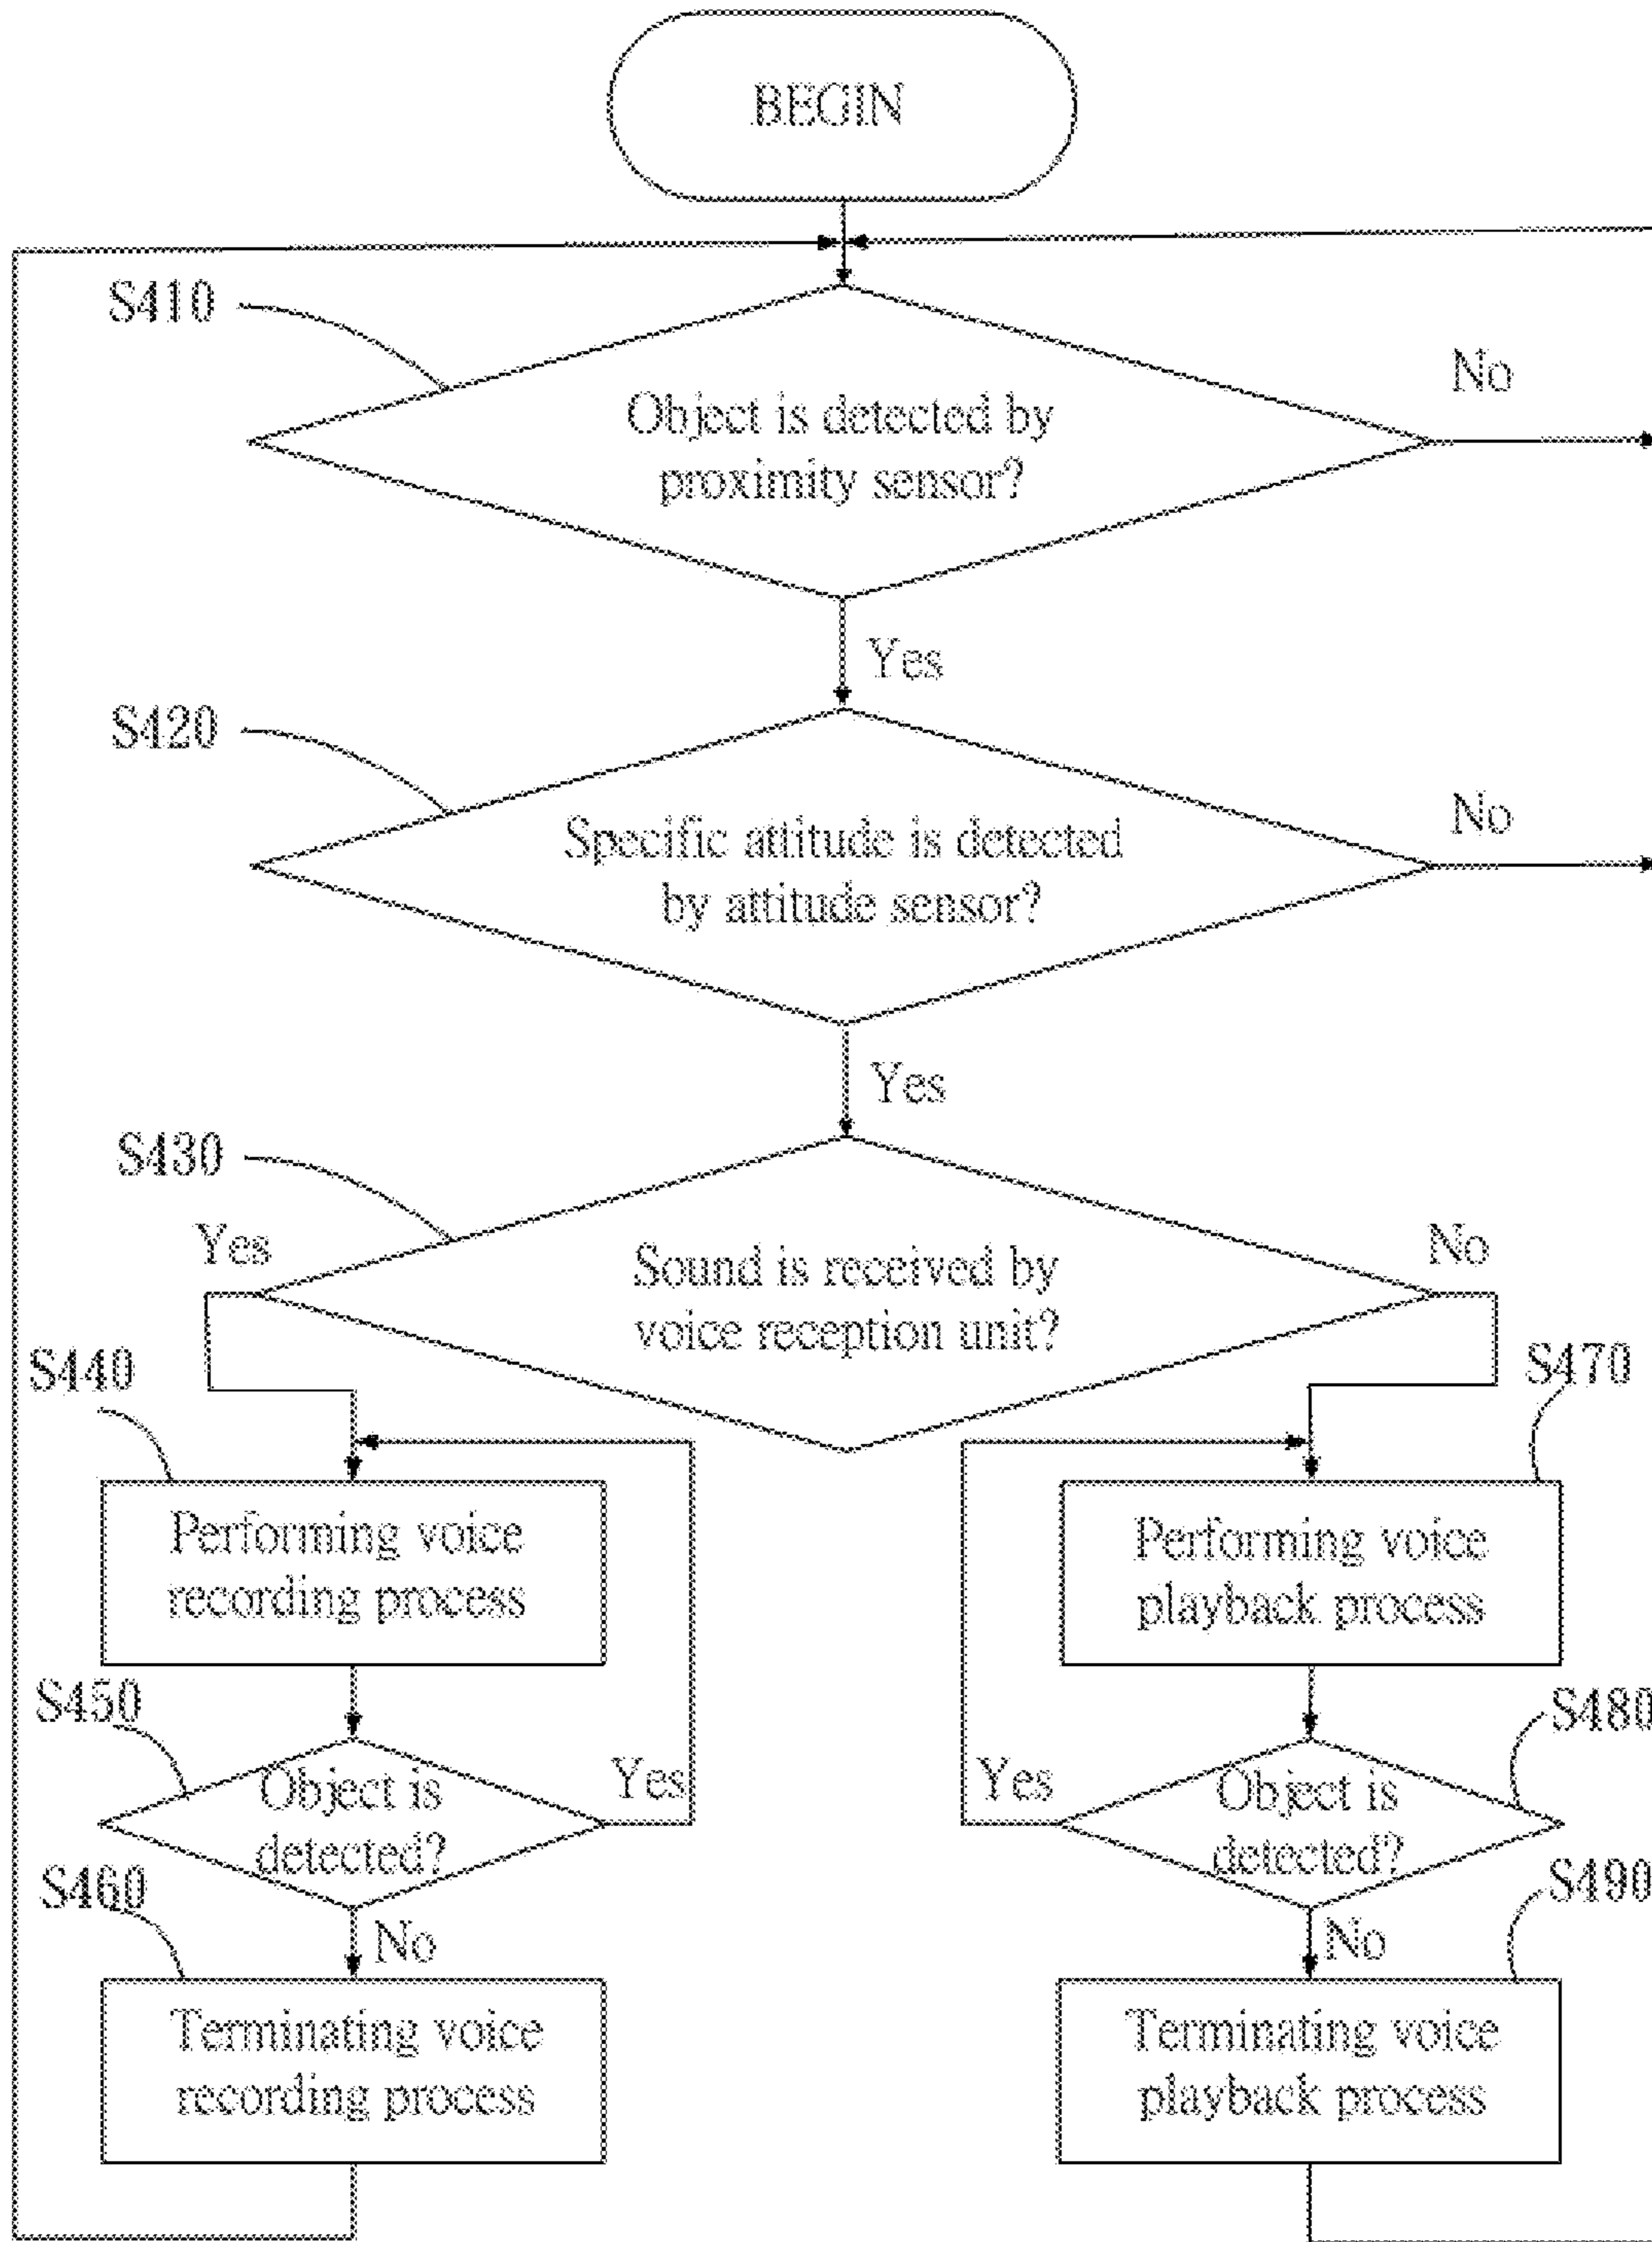 BEGIN
S410
Object is detected by
proximity sensor?
No
Yes
S420
Specific attitude is detected
by attitude sensor?
No
Yes
S430
Sound is received by
voice reception unit?
Yes
No
S440
Performing voice
recording process
S470
Performing voice
playback process
S450
Object is
detected?
Yes
S480
Object is
detected?
Yes
S460
No
Terminating voice
recording process
S490
No
Terminating voice
playback process